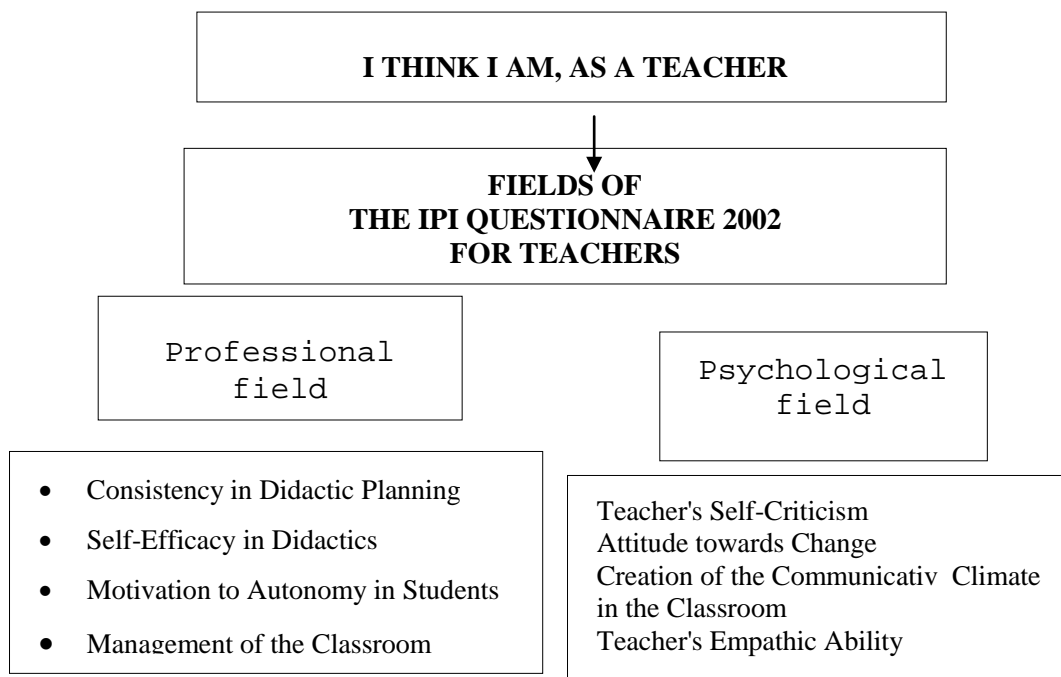 I THINK I AM, AS A TEACHER
FIELDS OF
THE IPI QUESTIONNAIRE 2002
FOR TEACHERS
Professional
field
Psychological
field
• Consistency in Didactic Planning
• Self-Efficacy in Didactics
• Motivation to Autonomy in Students
• Management of the Classroom
Teacher's Self-Criticism
Attitude towards Change
Creation of the Communicativ Climate
in the Classroom
Teacher's Empathic Ability